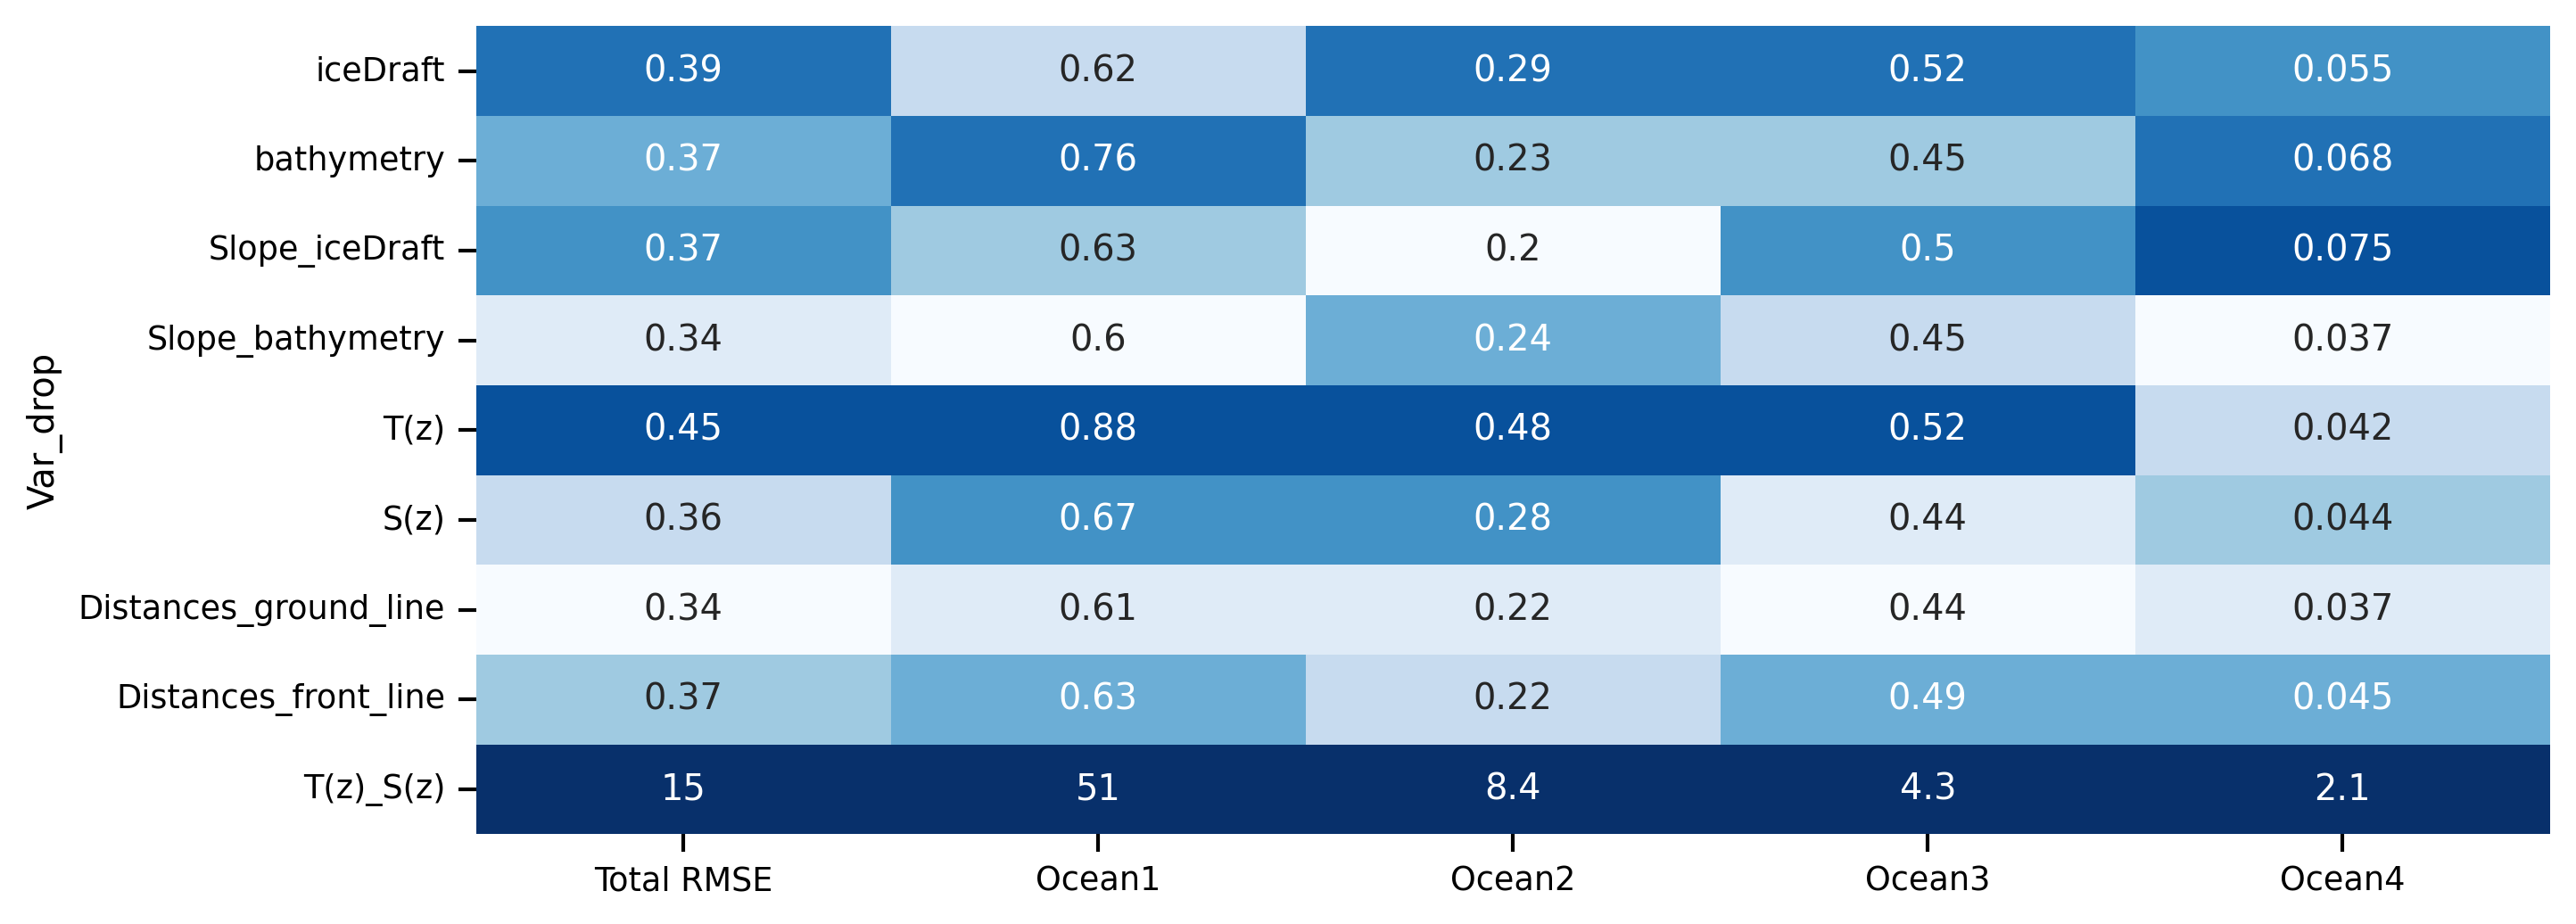 Var_drop
iceDraft 0.39 0.62 0.29 0.52 0.055
bathymetry 0.37 0.76 0.23 0.45 0.068
Slope_iceDraft 0.37 0.63 0.2 0.5 0.075
Slope_bathymetry 0.34 0.6 0.24 0.45 0.037
T(z) 0.45 0.88 0.48 0.52 0.042
S(z) 0.36 0.67 0.28 0.44 0.044
Distances_ground_line 0.34 0.61 0.22 0.44 0.037
Distances_front_line 0.37 0.63 0.22 0.49 0.045
T(z)_S(z) 15 51 8.4 4.3 2.1
Total RMSE Ocean1 Ocean2 Ocean3 Ocean4